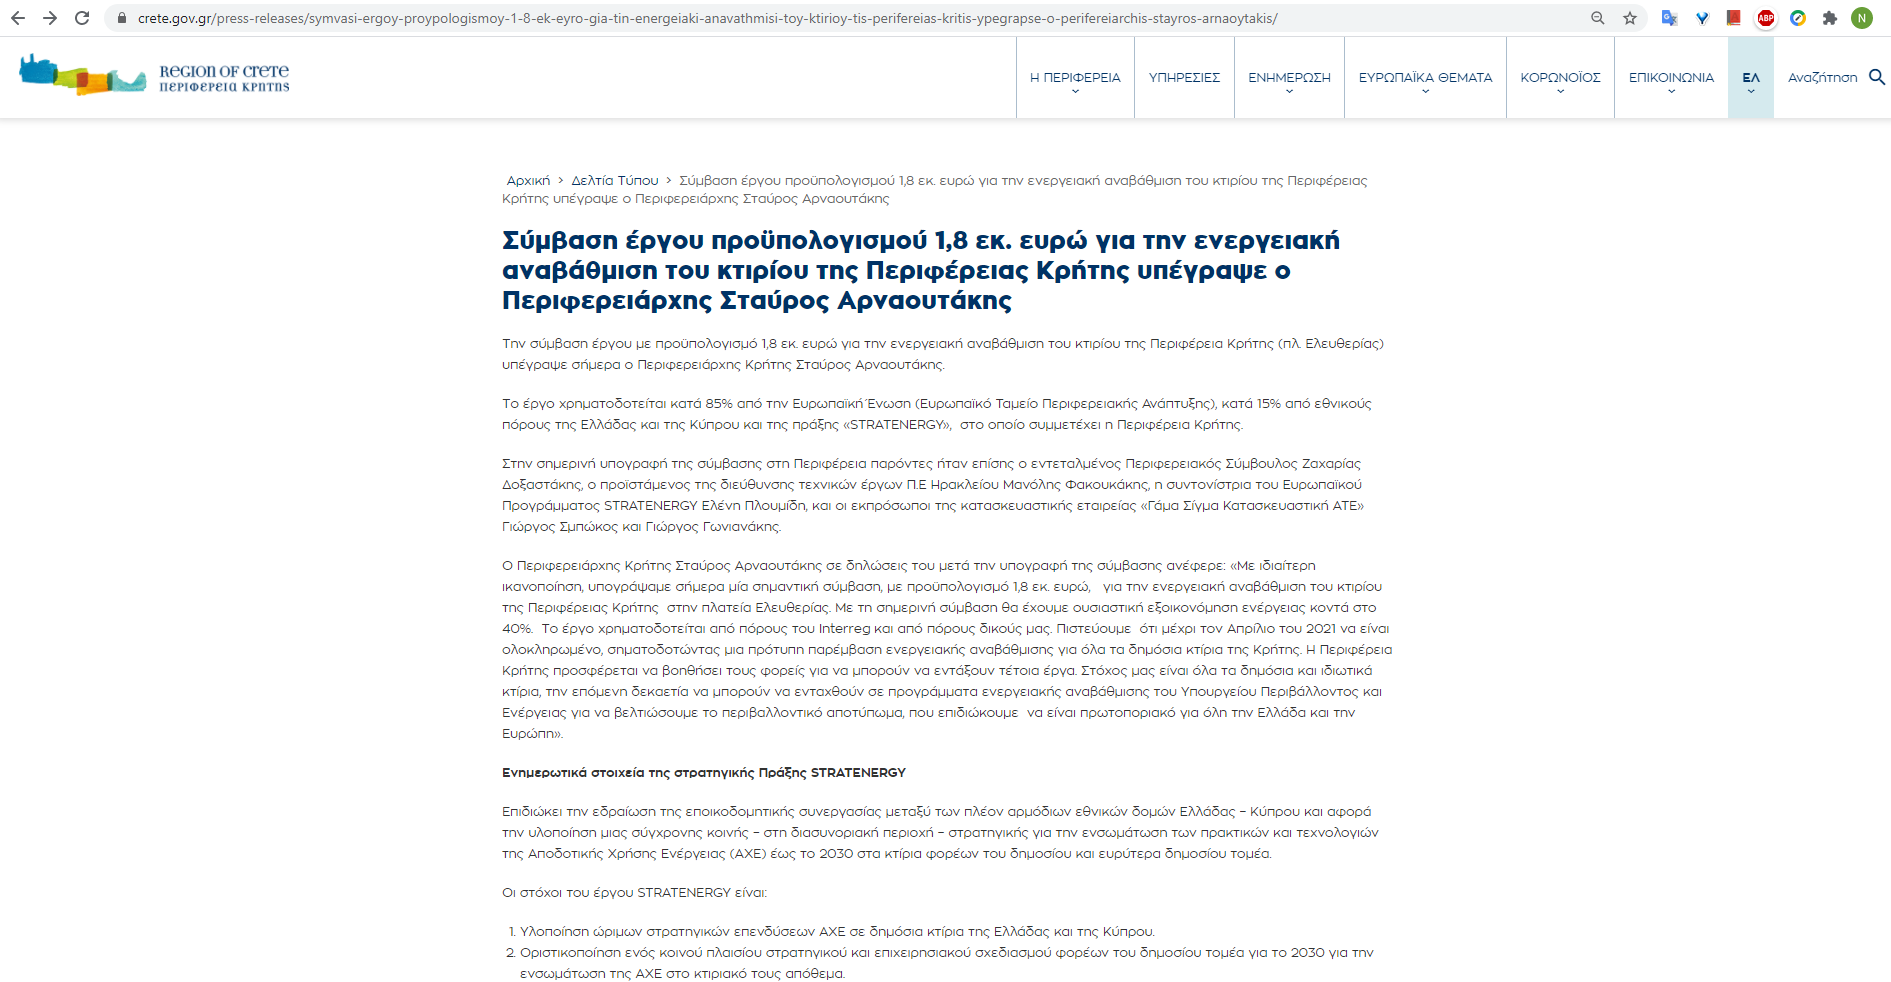 crete.gov.gr/press-releases/symvasi-ergoy-proypologismoy-1-8-ek-eyro-gia-tin-energeiaki-anavathmisi-toy-ktirioy-tis-perifereias-kritis-ypegrapse-o-perifereiarchis-stayros-arnaoytakis/
ABP
N
REGION OF CRETE
ΠΕΡΙΦΕΡΕΙΑ ΚΡΗΤΗΣ
Η ΠΕΡΙΦΕΡΕΙΑ ΥΠΗΡΕΣΙΕΣ ΕΝΗΜΕΡΩΣΗ ΕΥΡΩΠΑΪΚΑ ΘΕΜΑΤΑ ΚΟΡΩΝΟΪΟΣ ΕΠΙΚΟΙΝΩΝΙΑ ΕΛ Αναζήτηση
Αρχική > Δελτία Τύπου > Σύμβαση έργου προϋπολογισμού 1,8 εκ. ευρώ για την ενεργειακή αναβάθμιση του κτιρίου της Περιφέρειας
Κρήτης υπέγραψε ο Περιφερειάρχης Σταύρος Αρναουτάκης
Σύμβαση έργου προϋπολογισμού 1,8 εκ. ευρώ για την ενεργειακή
αναβάθμιση του κτιρίου της Περιφέρειας Κρήτης υπέγραψε ο
Περιφερειάρχης Σταύρος Αρναουτάκης
Την σύμβαση έργου με προϋπολογισμό 1,8 εκ. ευρώ για την ενεργειακή αναβάθμιση του κτιρίου της Περιφέρεια Κρήτης (πλ. Ελευθερίας)
υπέγραψε σήμερα ο Περιφερειάρχης Κρήτης Σταύρος Αρναουτάκης.
Το έργο χρηματοδοτείται κατά 85% από την Ευρωπαϊκή Ένωση (Ευρωπαϊκό Ταμείο Περιφερειακής Ανάπτυξης), κατά 15% από εθνικούς
πόρους της Ελλάδας και της Κύπρου και της πράξης «STRATENERGY», στο οποίο συμμετέχει η Περιφέρεια Κρήτης.
Στην σημερινή υπογραφή της σύμβασης στη Περιφέρεια παρόντες ήταν επίσης ο εντεταλμένος Περιφερειακός Σύμβουλος Ζαχαρίας
Δοξαστάκης, ο προϊστάμενος της διεύθυνσης τεχνικών έργων Π.Ε Ηρακλείου Μανόλης Φακουκάκης, η συντονίστρια του Ευρωπαϊκού
Προγράμματος STRATENERGY Ελένη Πλουμίδη, και οι εκπρόσωποι της κατασκευαστικής εταιρείας «Γάμα Σίγμα Κατασκευαστική ΑΤΕ»
Γιώργος Σμπώκος και Γιώργος Γωνιανάκης.
Ο Περιφερειάρχης Κρήτης Σταύρος Αρναουτάκης σε δηλώσεις του μετά την υπογραφή της σύμβασης ανέφερε: «Με ιδιαίτερη
ικανοποίηση, υπογράψαμε σήμερα μία σημαντική σύμβαση, με προϋπολογισμό 1,8 εκ. ευρώ, για την ενεργειακή αναβάθμιση του κτιρίου
της Περιφέρειας Κρήτης στην πλατεία Ελευθερίας. Με τη σημερινή σύμβαση θα έχουμε ουσιαστική εξοικονόμηση ενέργειας κοντά στο
40%. Το έργο χρηματοδοτείται από πόρους του Interreg και από πόρους δικούς μας. Πιστεύουμε ότι μέχρι τον Απρίλιο του 2021 να είναι
ολοκληρωμένο, σηματοδοτώντας μια πρότυπη παρέμβαση ενεργειακής αναβάθμισης για όλα τα δημόσια κτίρια της Κρήτης. Η Περιφέρεια
Κρήτης προσφέρεται να βοηθήσει τους φορείς για να μπορούν να εντάξουν τέτοια έργα. Στόχος μας είναι όλα τα δημόσια και ιδιωτικά
κτίρια, την επόμενη δεκαετία να μπορούν να ενταχθούν σε προγράμματα ενεργειακής αναβάθμισης του Υπουργείου Περιβάλλοντος και
Ενέργειας για να βελτιώσουμε το περιβαλλοντικό αποτύπωμα, που επιδιώκουμε να είναι πρωτοποριακό για όλη την Ελλάδα και την
Ευρώπη».
Ενημερωτικά στοιχεία της στρατηγικής Πράξης STRATENERGY
Επιδιώκει την εδραίωση της εποικοδομητικής συνεργασίας μεταξύ των πλέον αρμόδιων εθνικών δομών Ελλάδας – Κύπρου και αφορά
την υλοποίηση μιας σύγχρονης κοινής – στη διασυνοριακή περιοχή – στρατηγικής για την ενσωμάτωση των πρακτικών και τεχνολογιών
της Αποδοτικής Χρήσης Ενέργειας (ΑΧΕ) έως το 2030 στα κτίρια φορέων του δημοσίου και ευρύτερα δημοσίου τομέα.
Οι στόχοι του έργου STRATENERGY είναι:
1. Υλοποίηση ώριμων στρατηγικών επενδύσεων ΑΧΕ σε δημόσια κτίρια της Ελλάδας και της Κύπρου.
2. Οριστικοποίηση ενός κοινού πλαισίου στρατηγικού και επιχειρησιακού σχεδιασμού φορέων του δημοσίου τομέα για το 2030 για την
ενσωμάτωση της ΑΧΕ στο κτιριακό τους απόθεμα.